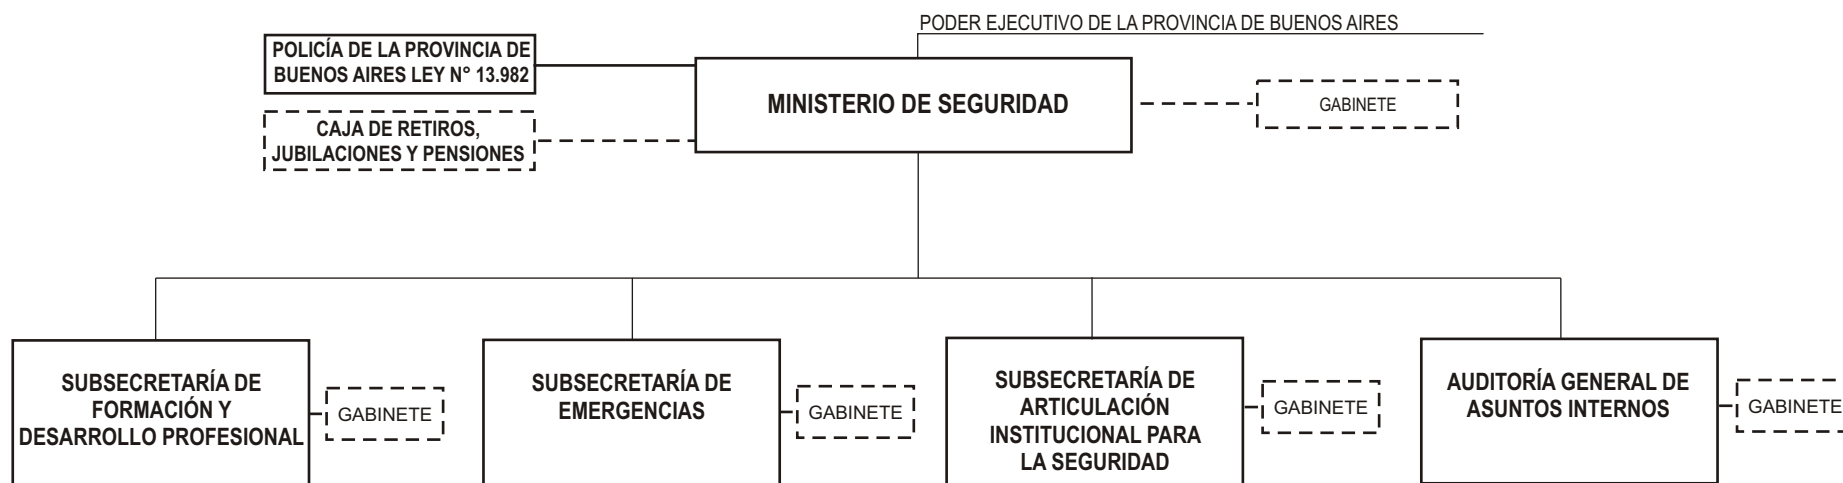 PODER EJECUTIVO DE LA PROVINCIA DE BUENOS AIRES
POLICÍA DE LA PROVINCIA DE
BUENOS AIRES LEY N° 13.982
MINISTERIO DE SEGURIDAD
GABINETE
CAJA DE RETIROS,
JUBILACIONES Y PENSIONES
SUBSECRETARÍA DE
FORMACIÓN Y
DESARROLLO PROFESIONAL
GABINETE
SUBSECRETARÍA DE
EMERGENCIAS
GABINETE
SUBSECRETARÍA DE
ARTICULACIÓN
INSTITUCIONAL PARA
LA SEGURIDAD
GABINETE
AUDITORÍA GENERAL DE
ASUNTOS INTERNOS
GABINETE